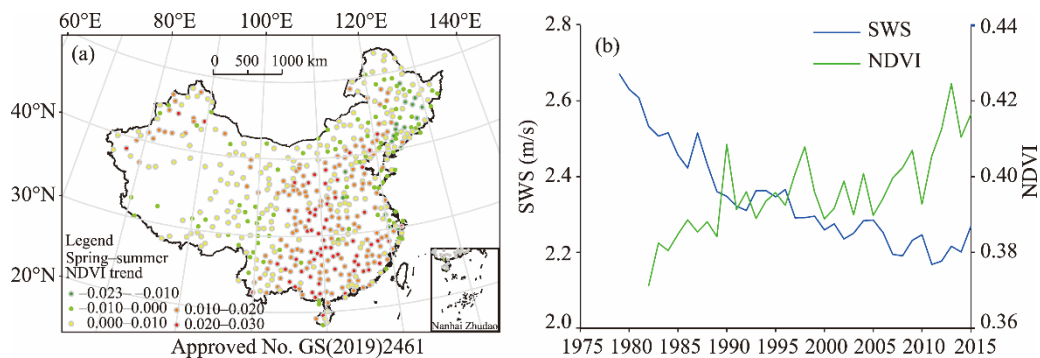 60°E 80°E 100°E 120°E 140°E
(a)
0 500 1000 km
40°N
30°N
20°N
Legend
Spring–summer
NDVI trend
–0.023– –0.010
–0.010–0.000
0.000–0.010
0.010–0.020
0.020–0.030
Nanhai Zhudao
Approved No. GS(2019)2461
(b)
SWS
NDVI
2.8
2.6
2.4
2.2
2.0
SWS (m/s)
0.44
0.42
0.40
0.38
0.36
NDVI
1975 1980 1985 1990 1995 2000 2005 2010 2015